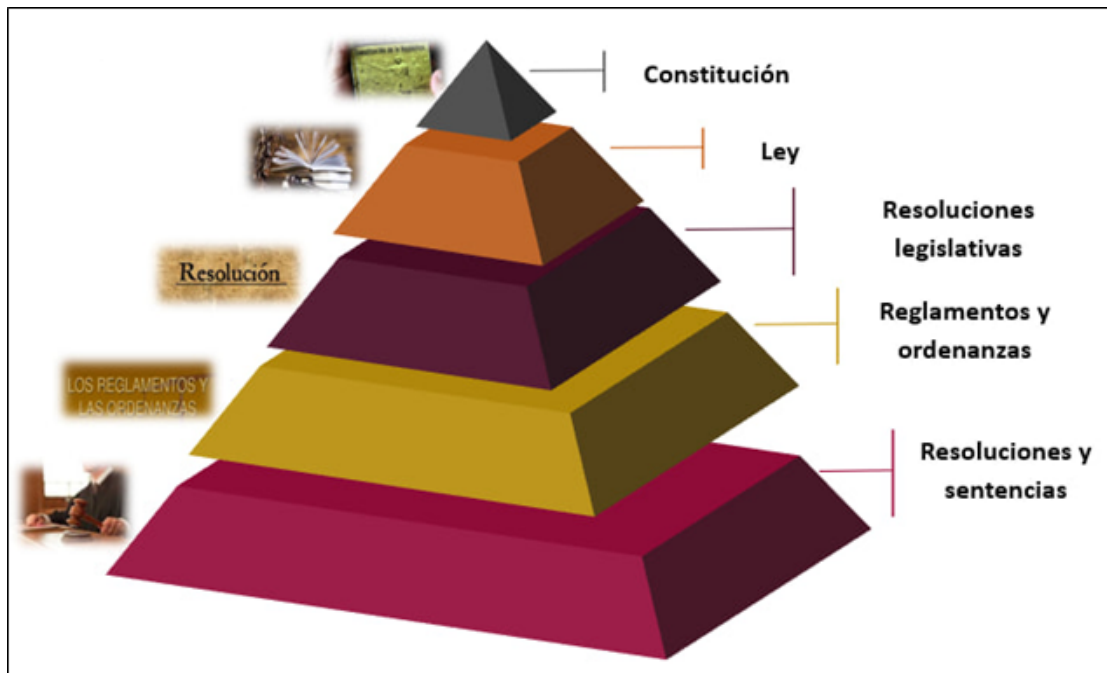 Constitución
Ley
Resoluciones
legislativas
Resolución
Reglamentos y
ordenanzas
LOS REGLAMENTOS Y
LAS ORDENANZAS
Resoluciones y
sentencias